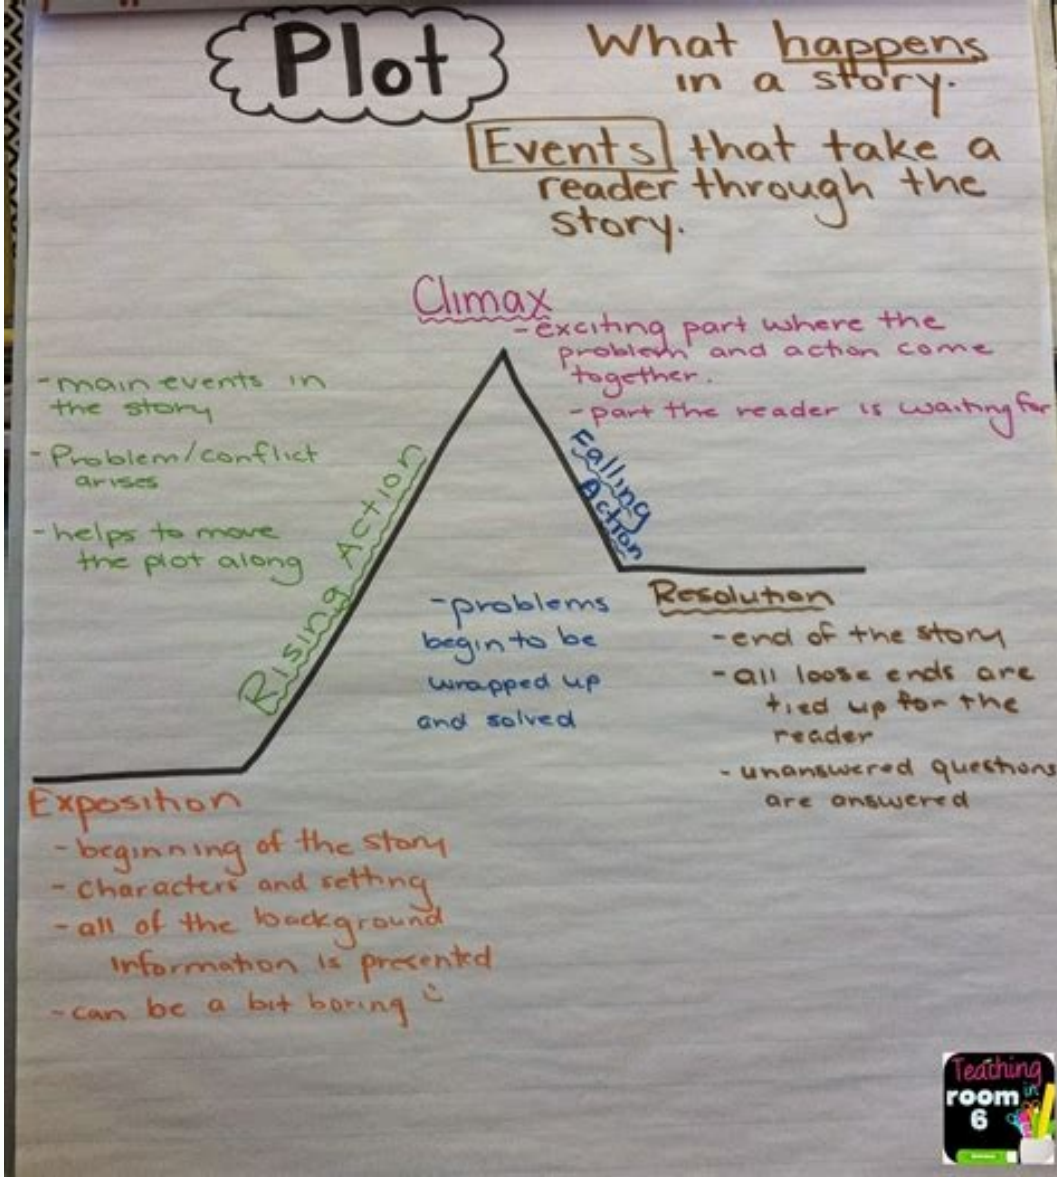 Plot
What happens
in a story.
Events that take a
reader through the
story.
Climax
- exciting part where the
problem and action come
together.
- part the reader is waiting for
- main events in
the story
- Problem/conflict
arises
- helps to move
the plot along
Rising Action
Falling
Action
- problems
begin to be
wrapped up
and solved
Resolution
- end of the story
- all loose ends are
tied up for the
reader
- unanswered questions
are answered
Exposition
- beginning of the story
- characters and setting
- all of the background
information is presented
- can be a bit boring
Teaching
in
room
6